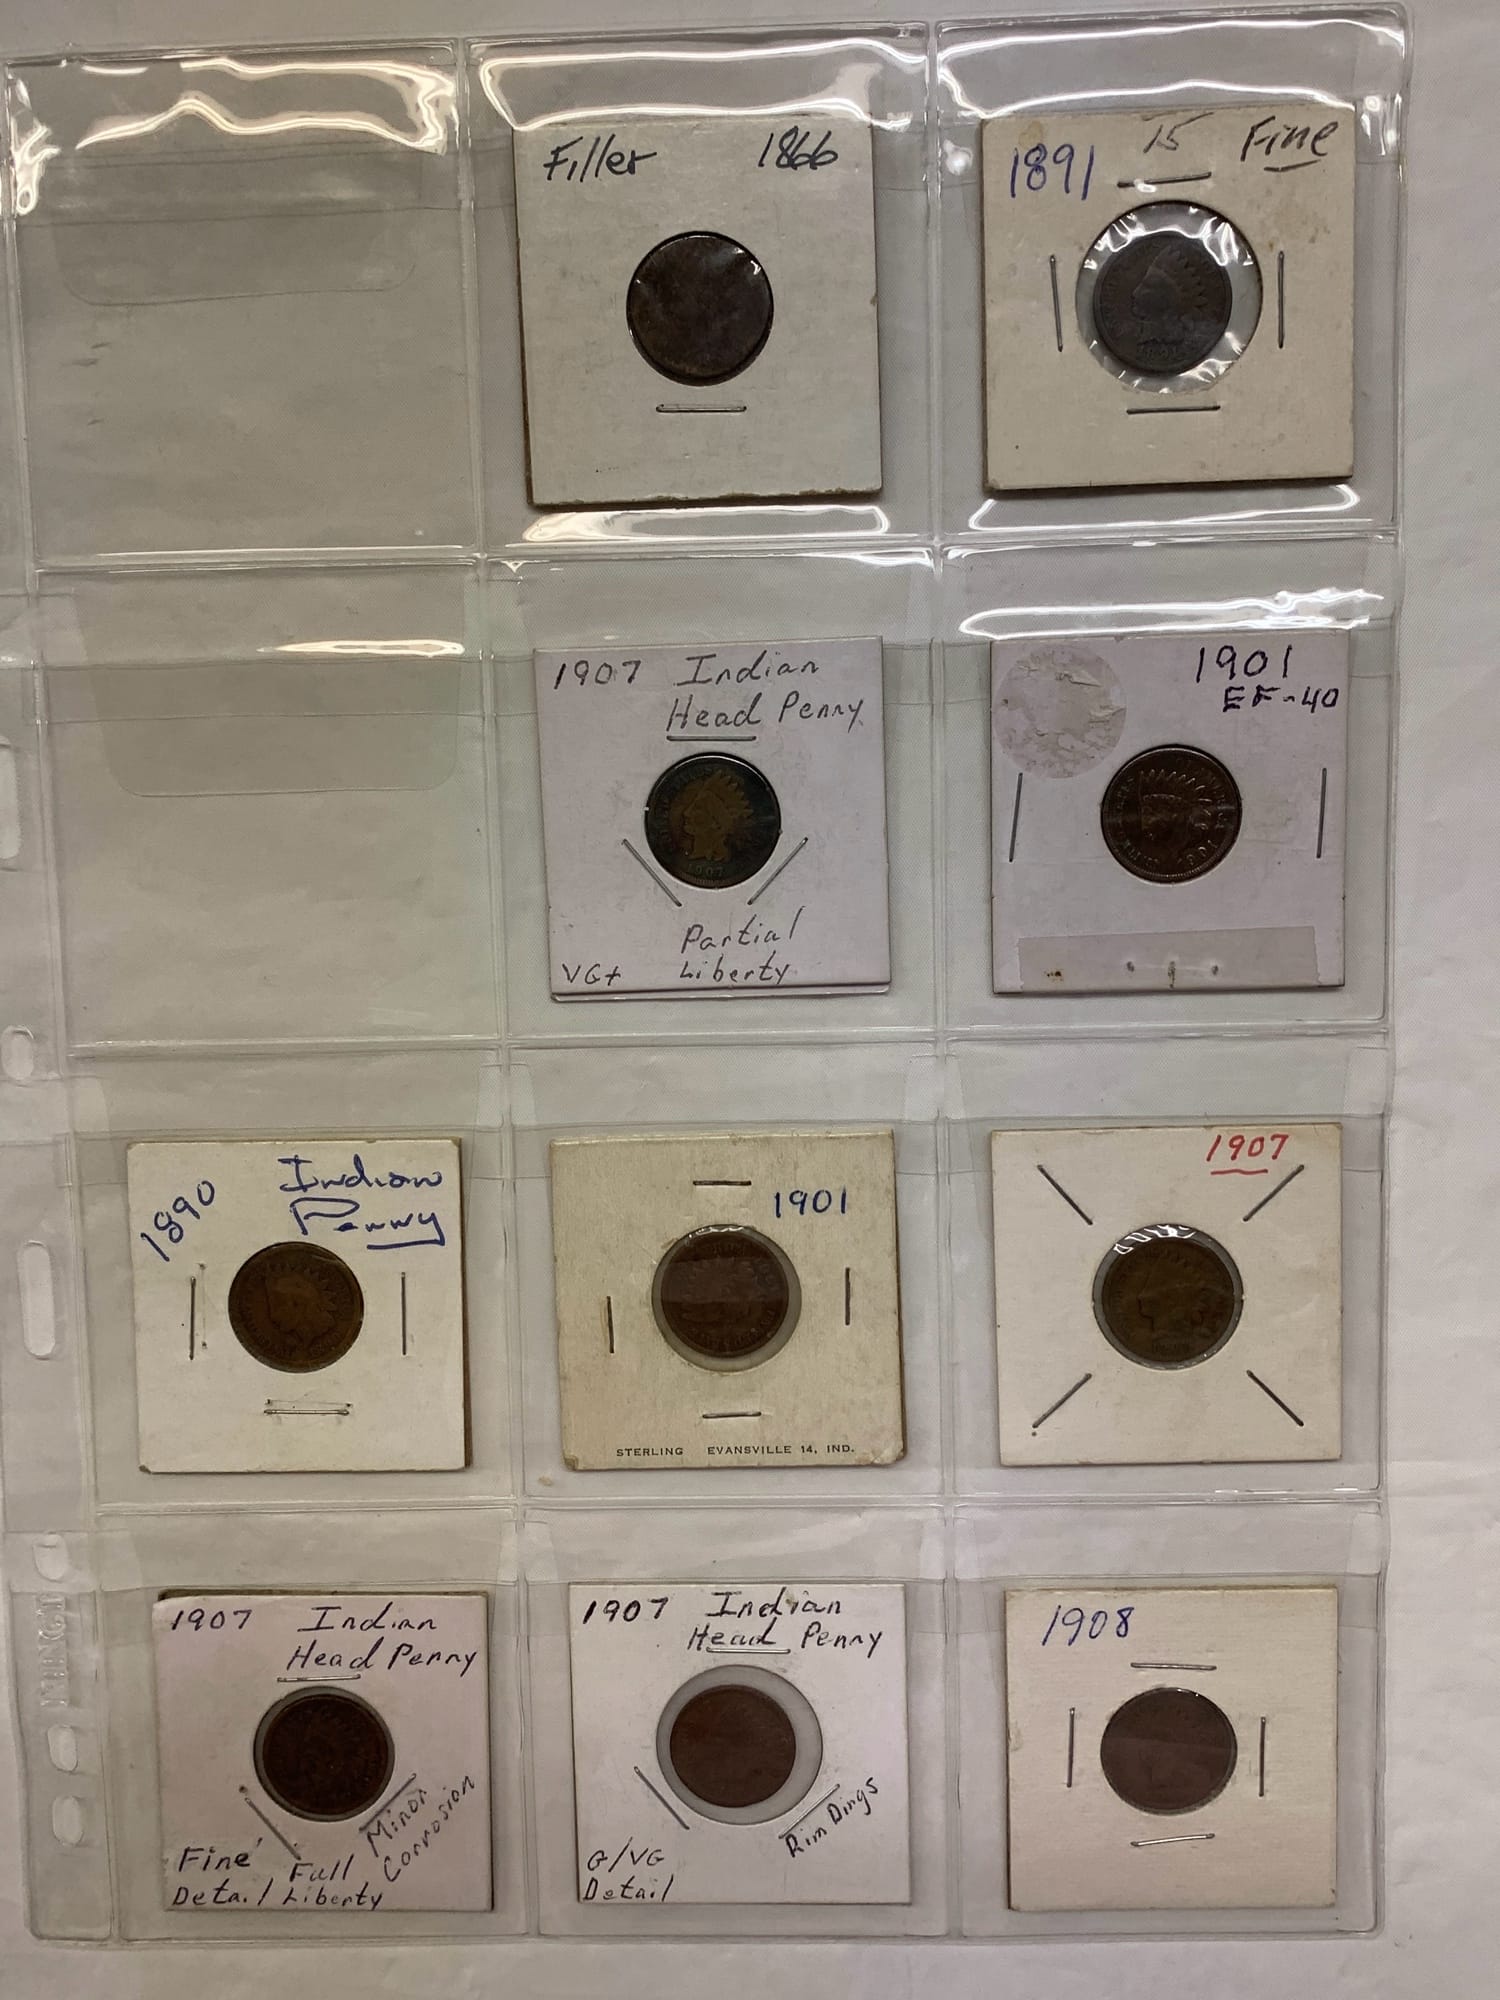 Filler 1866
1891 15 Fine
1907 Indian
Head Penny
1907
Partial
VG+ Liberty
1901
EF-40
1901
1890 Indian
Penny
1901
STERLING EVANSVILLE 14, IND.
1907
1907 Indian
Head Penny
Minor
Corrosion
Fine Full
Detail Liberty
1907 Indian
Head Penny
Rim Dings
G/VG
Detail
1908